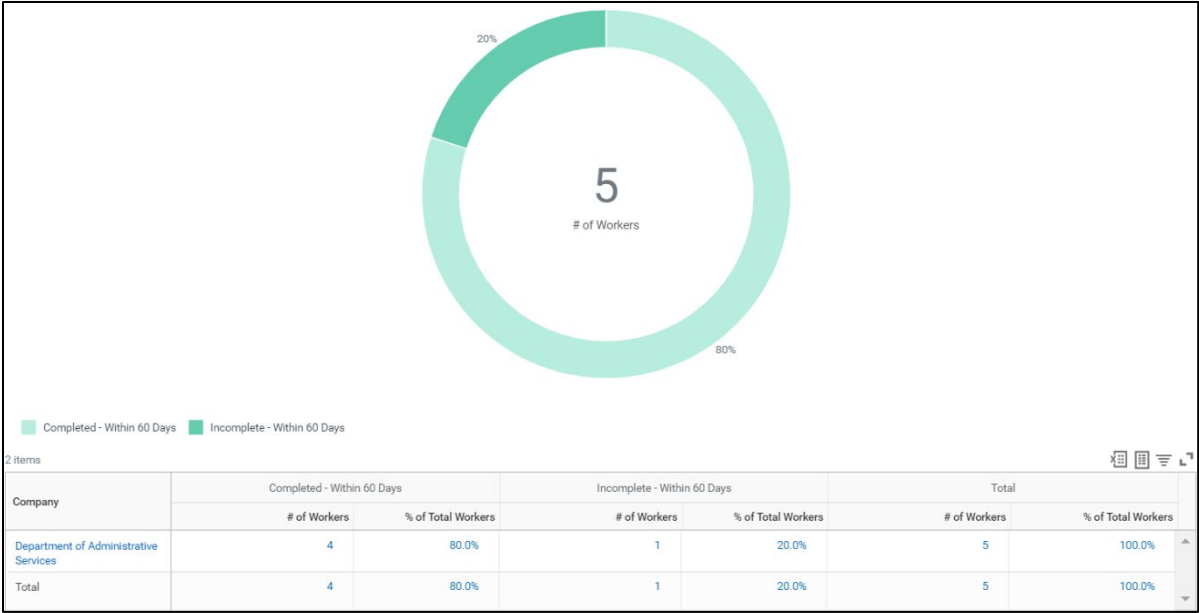 20%
5
# of Workers
80%
Completed - Within 60 Days Incomplete - Within 60 Days
2 items
Company Completed - Within 60 Days Incomplete - Within 60 Days Total
# of Workers % of Total Workers # of Workers % of Total Workers # of Workers % of Total Workers
Department of Administrative
Services 4 80.0% 1 20.0% 5 100.0%
Total 4 80.0% 1 20.0% 5 100.0%